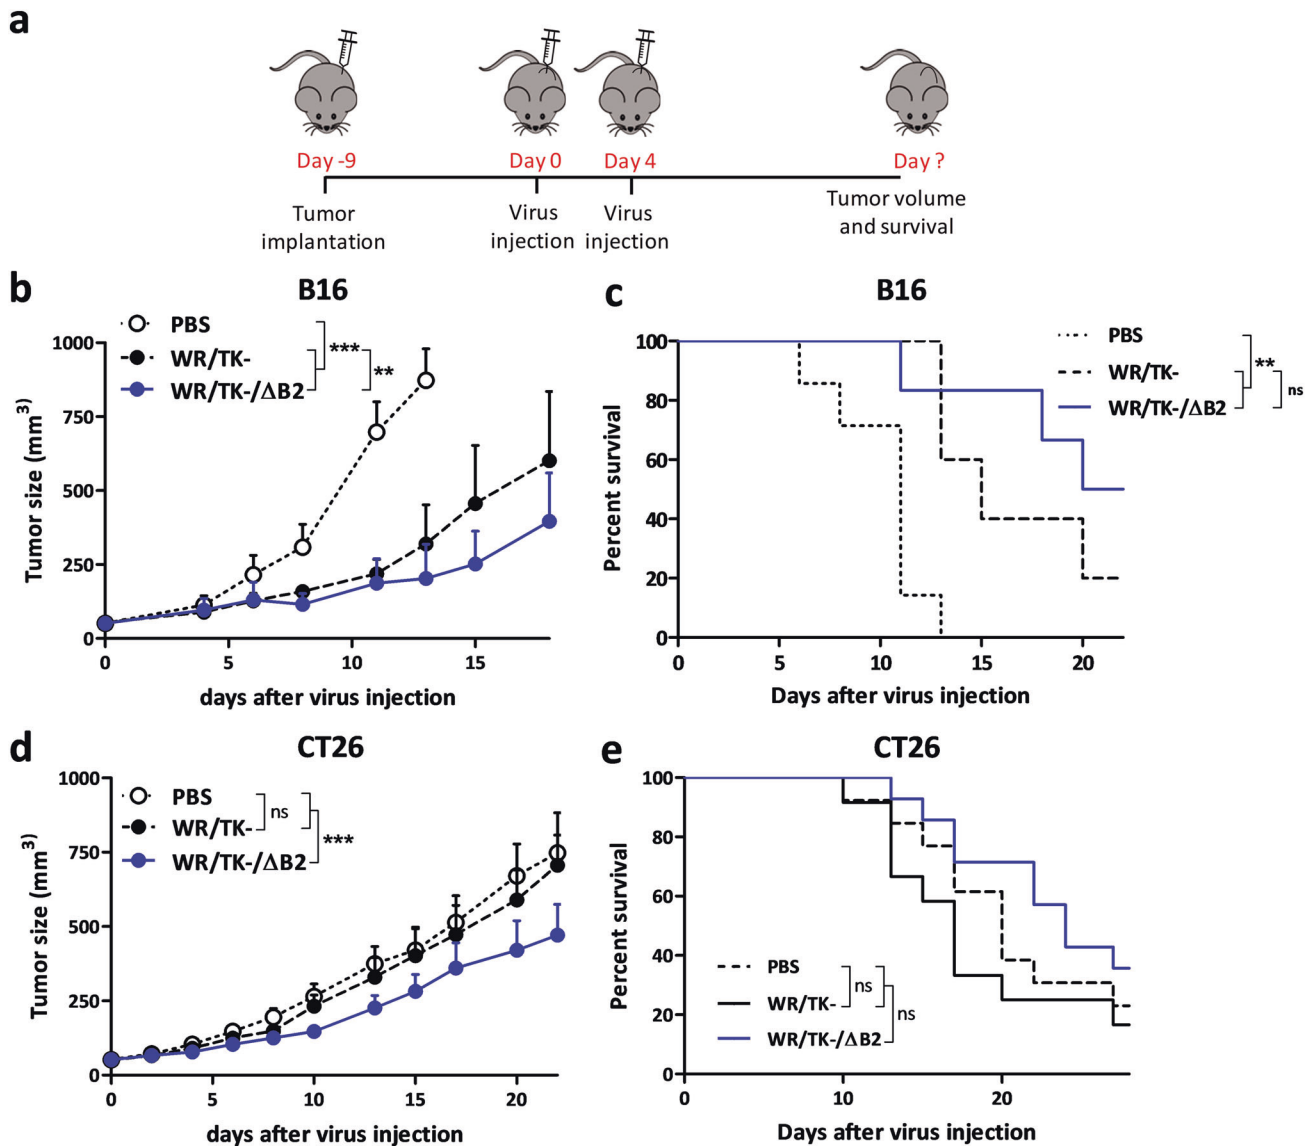 a
Day -9
Day 0
Day 4
Day ?
Tumor
implantation
Virus
injection
Virus
injection
Tumor volume
and survival
b
B16
PBS
WR/TK-
WR/TK-/ΔB2
***
**
1000
750
500
250
0
Tumor size (mm³)
0
5
10
15
days after virus injection
c
B16
PBS
WR/TK-
WR/TK-/ΔB2
**
ns
100
80
60
40
20
0
Percent survival
0
5
10
15
20
Days after virus injection
d
CT26
PBS
WR/TK-
WR/TK-/ΔB2
ns
***
1000
750
500
250
0
Tumor size (mm³)
0
5
10
15
20
days after virus injection
e
CT26
100
80
60
40
20
0
Percent survival
PBS
WR/TK-
WR/TK-/ΔB2
ns
ns
0
10
20
Days after virus injection